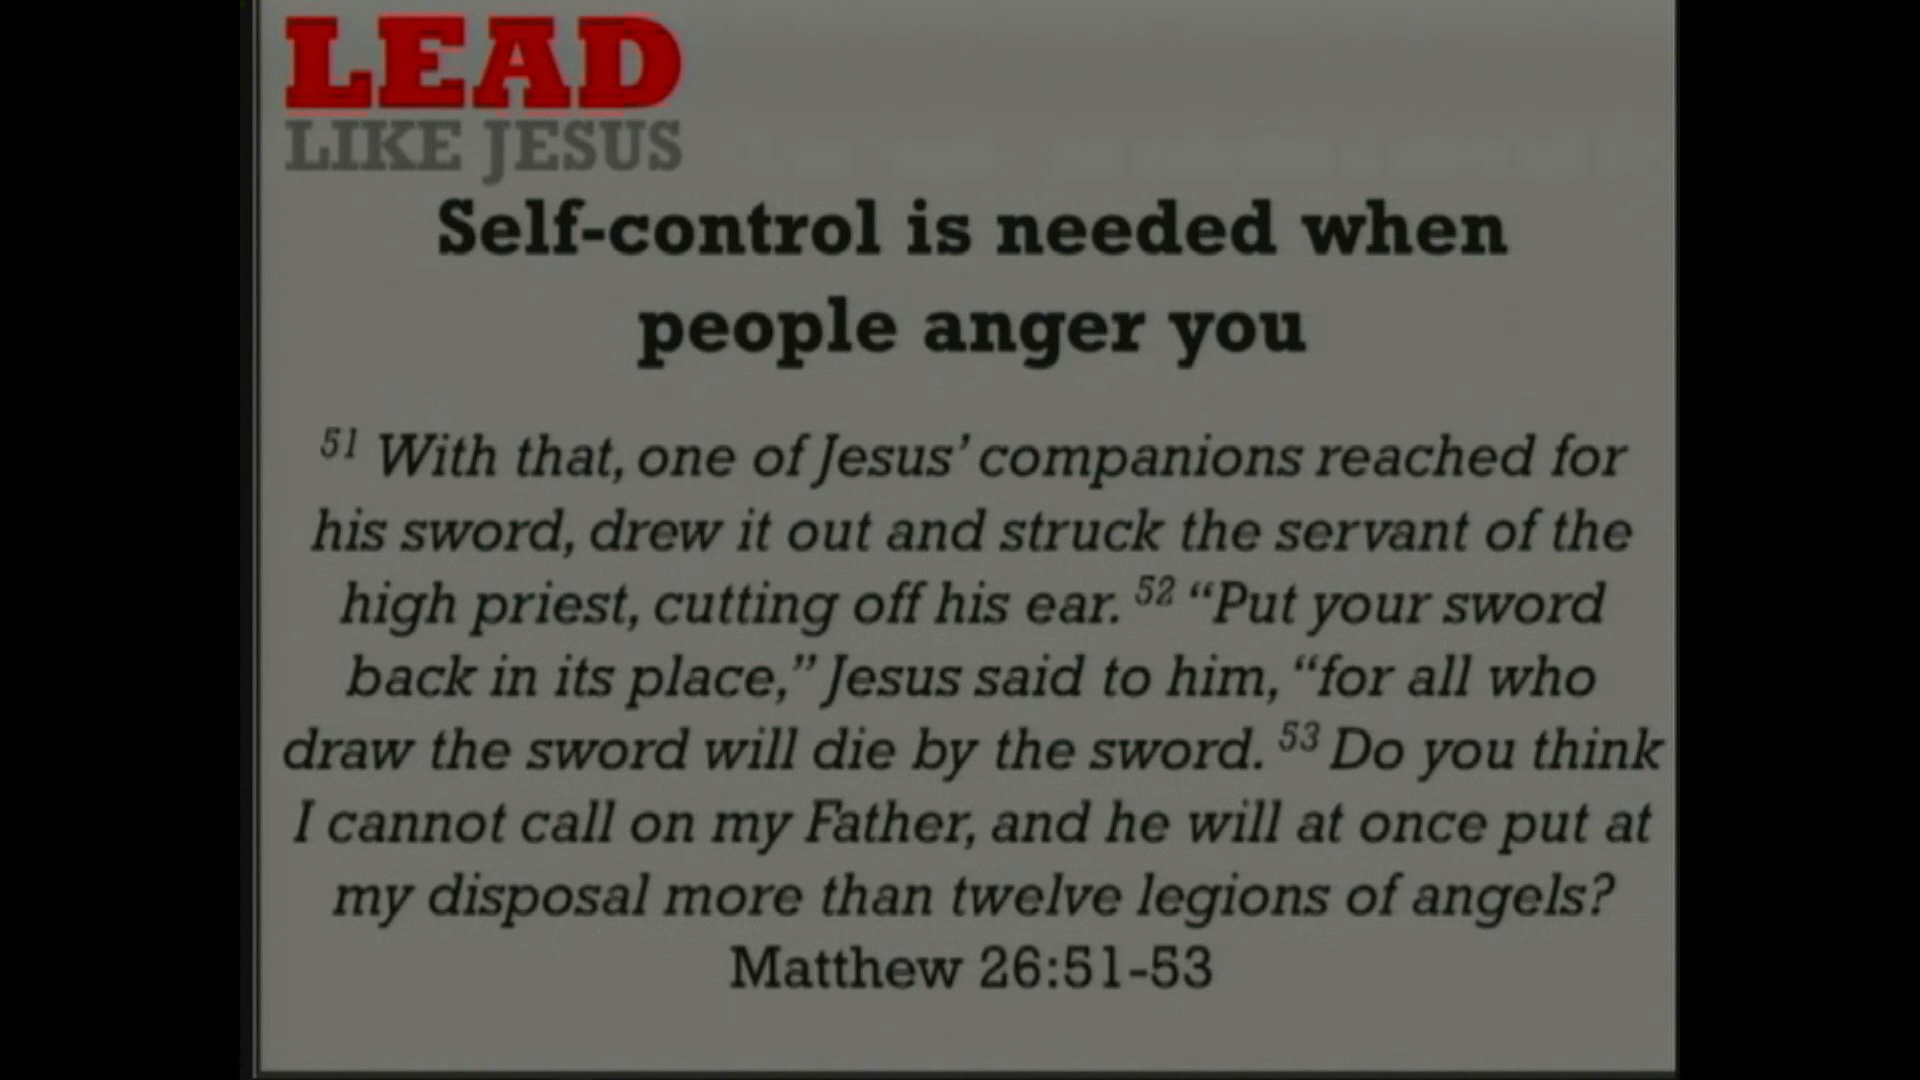 LEAD
LIKE JESUS
Self-control is needed when
people anger you
51 With that, one of Jesus’ companions reached for
his sword, drew it out and struck the servant of the
high priest, cutting off his ear. 52 “Put your sword
back in its place,” Jesus said to him, “for all who
draw the sword will die by the sword. 53 Do you think
I cannot call on my Father, and he will at once put at
my disposal more than twelve legions of angels?
Matthew 26:51-53